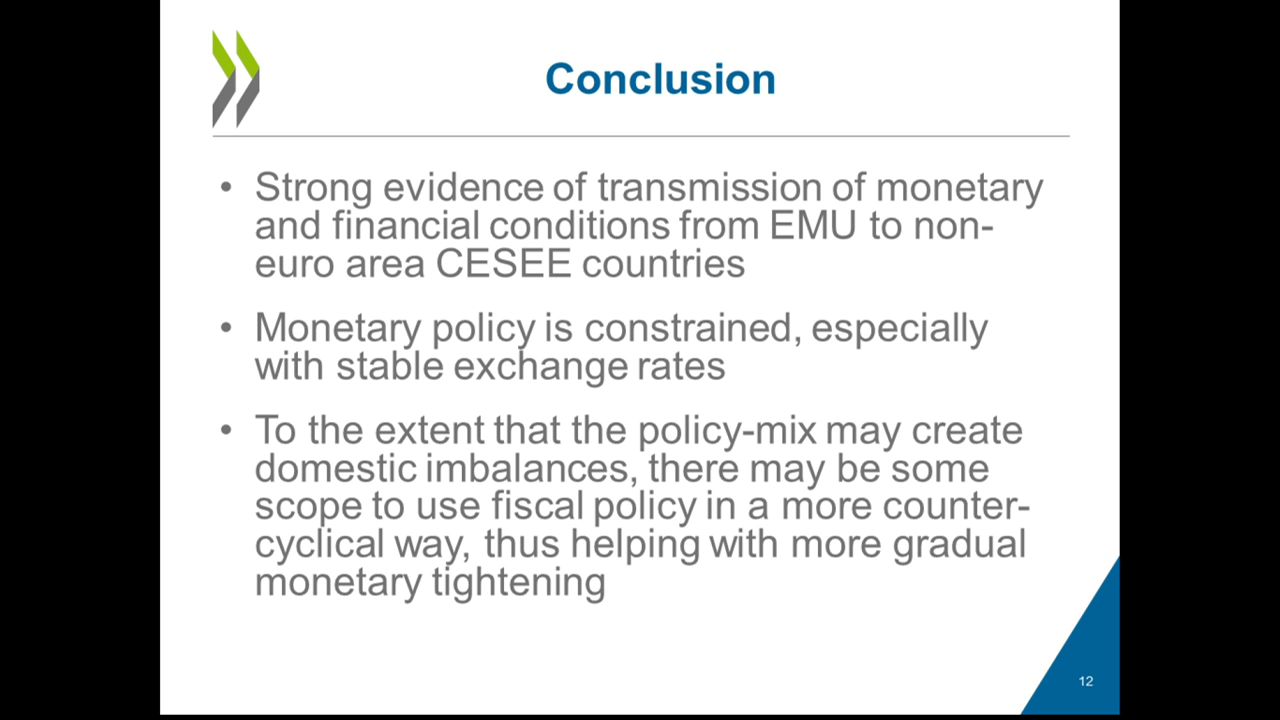 Conclusion
• Strong evidence of transmission of monetary
and financial conditions from EMU to non-
euro area CESEE countries
• Monetary policy is constrained, especially
with stable exchange rates
• To the extent that the policy-mix may create
domestic imbalances, there may be some
scope to use fiscal policy in a more counter-
cyclical way, thus helping with more gradual
monetary tightening
12